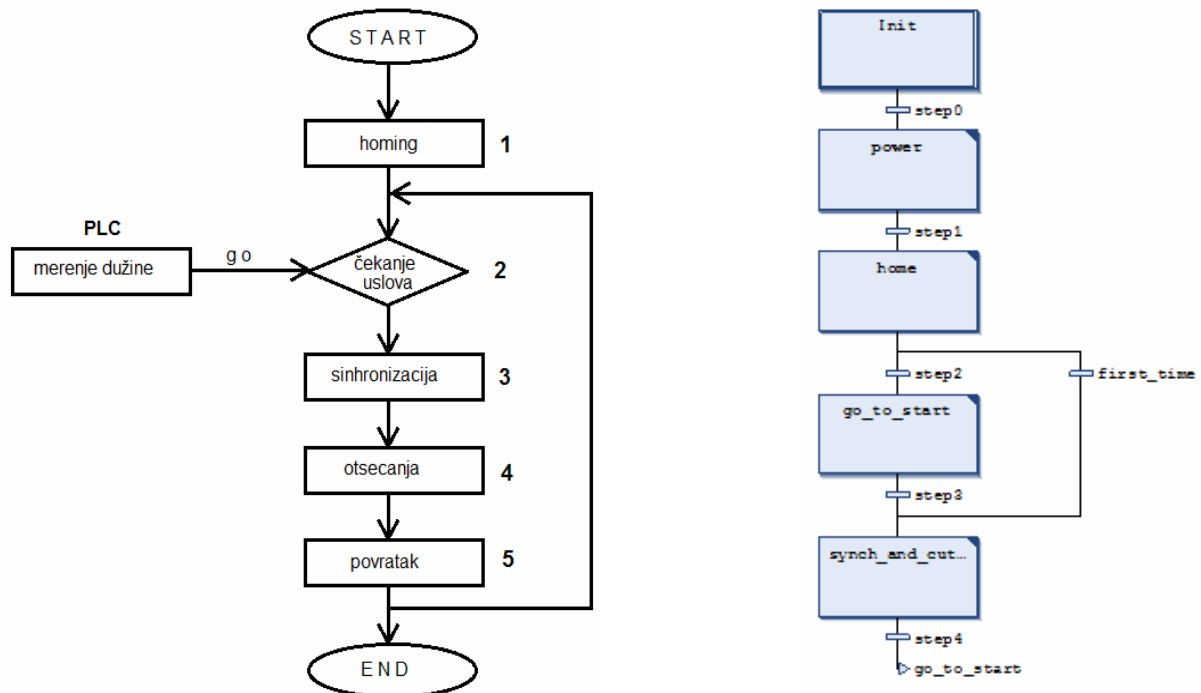 START
homing
1
PLC
merenje dužine
go
čekanje
uslova
2
sinhronizacija
3
otsecanja
4
povratak
5
END
Init
step0
power
step1
home
step2
first_time
go_to_start
step3
synch_and_cut...
step4
go_to_start